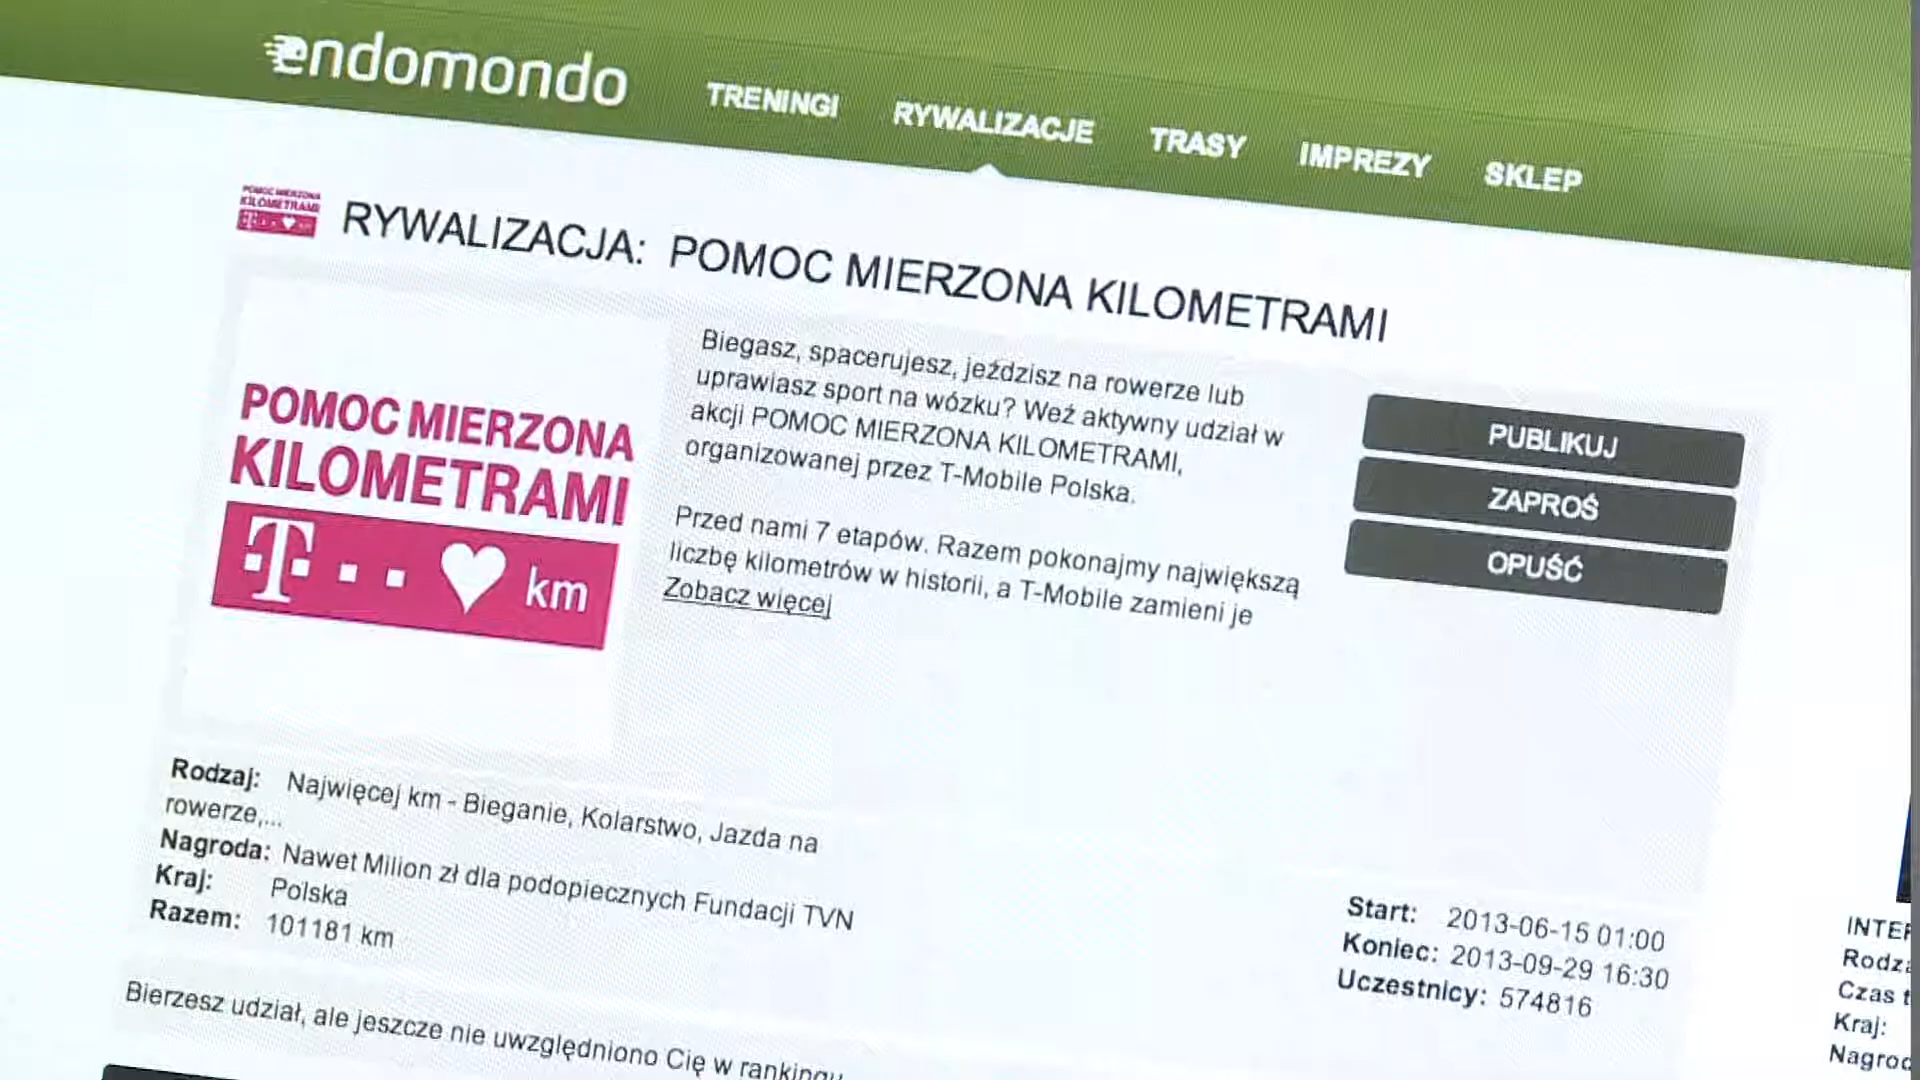 endomondo
TRENINGI
RYWALIZACJE
TRASY
IMPREZY
SKLEP
POMOC MIERZONA
KILOMETRAMI
RYWALIZACJA: POMOC MIERZONA KILOMETRAMI
POMOC MIERZONA
KILOMETRAMI
T km
Biegasz, spacerujesz, jeździsz na rowerze lub
uprawiasz sport na wózku? Weź aktywny udział w
akcji POMOC MIERZONA KILOMETRAMI,
organizowanej przez T-Mobile Polska.
Przed nami 7 etapów. Razem pokonajmy największą
liczbę kilometrów w historii, a T-Mobile zamieni je
Zobacz więcej
PUBLIKUJ
ZAPROŚ
OPUŚĆ
Rodzaj: Najwięcej km - Bieganie, Kolarstwo, Jazda na
rowerze,...
Nagroda: Nawet Milion zł dla podopiecznych Fundacji TVN
Kraj: Polska
Razem: 101181 km
Start: 2013-06-15 01:00
Koniec: 2013-09-29 16:30
Uczestnicy: 574816
Bierzesz udział, ale jeszcze nie uwzględniono Cię w rankingu
Czas
Kraj: